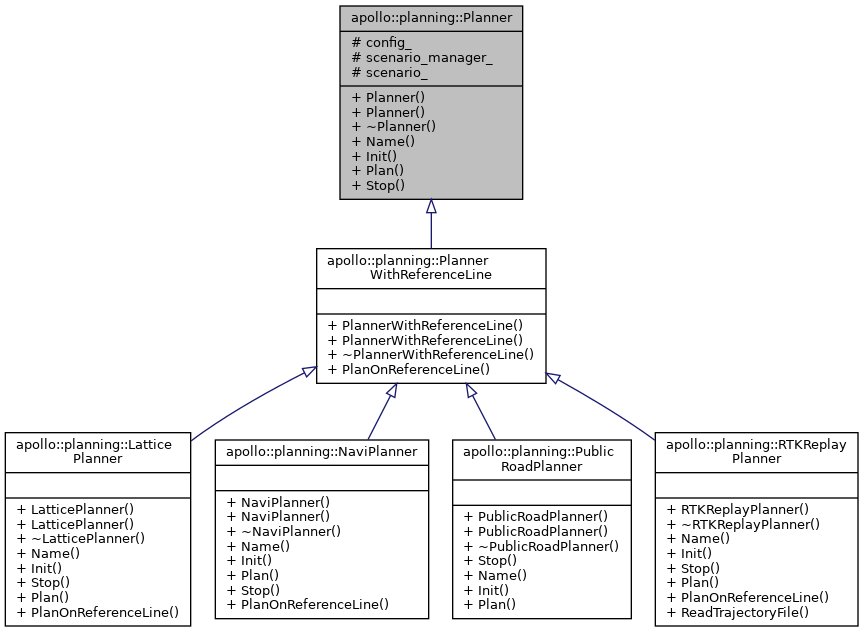 apollo::planning::Planner
# config_
# scenario_manager_
# scenario_
+ Planner()
+ Planner()
+ ~Planner()
+ Name()
+ Init()
+ Plan()
+ Stop()
apollo::planning::Planner
WithReferenceLine
+ PlannerWithReferenceLine()
+ PlannerWithReferenceLine()
+ ~PlannerWithReferenceLine()
+ PlanOnReferenceLine()
apollo::planning::Lattice
Planner
+ LatticePlanner()
+ LatticePlanner()
+ ~LatticePlanner()
+ Name()
+ Init()
+ Stop()
+ Plan()
+ PlanOnReferenceLine()
apollo::planning::NaviPlanner
+ NaviPlanner()
+ NaviPlanner()
+ ~NaviPlanner()
+ Name()
+ Init()
+ Plan()
+ Stop()
+ PlanOnReferenceLine()
apollo::planning::Public
RoadPlanner
+ PublicRoadPlanner()
+ PublicRoadPlanner()
+ ~PublicRoadPlanner()
+ Stop()
+ Name()
+ Init()
+ Plan()
apollo::planning::RTKReplay
Planner
+ RTKReplayPlanner()
+ ~RTKReplayPlanner()
+ Name()
+ Init()
+ Stop()
+ Plan()
+ PlanOnReferenceLine()
+ ReadTrajectoryFile()